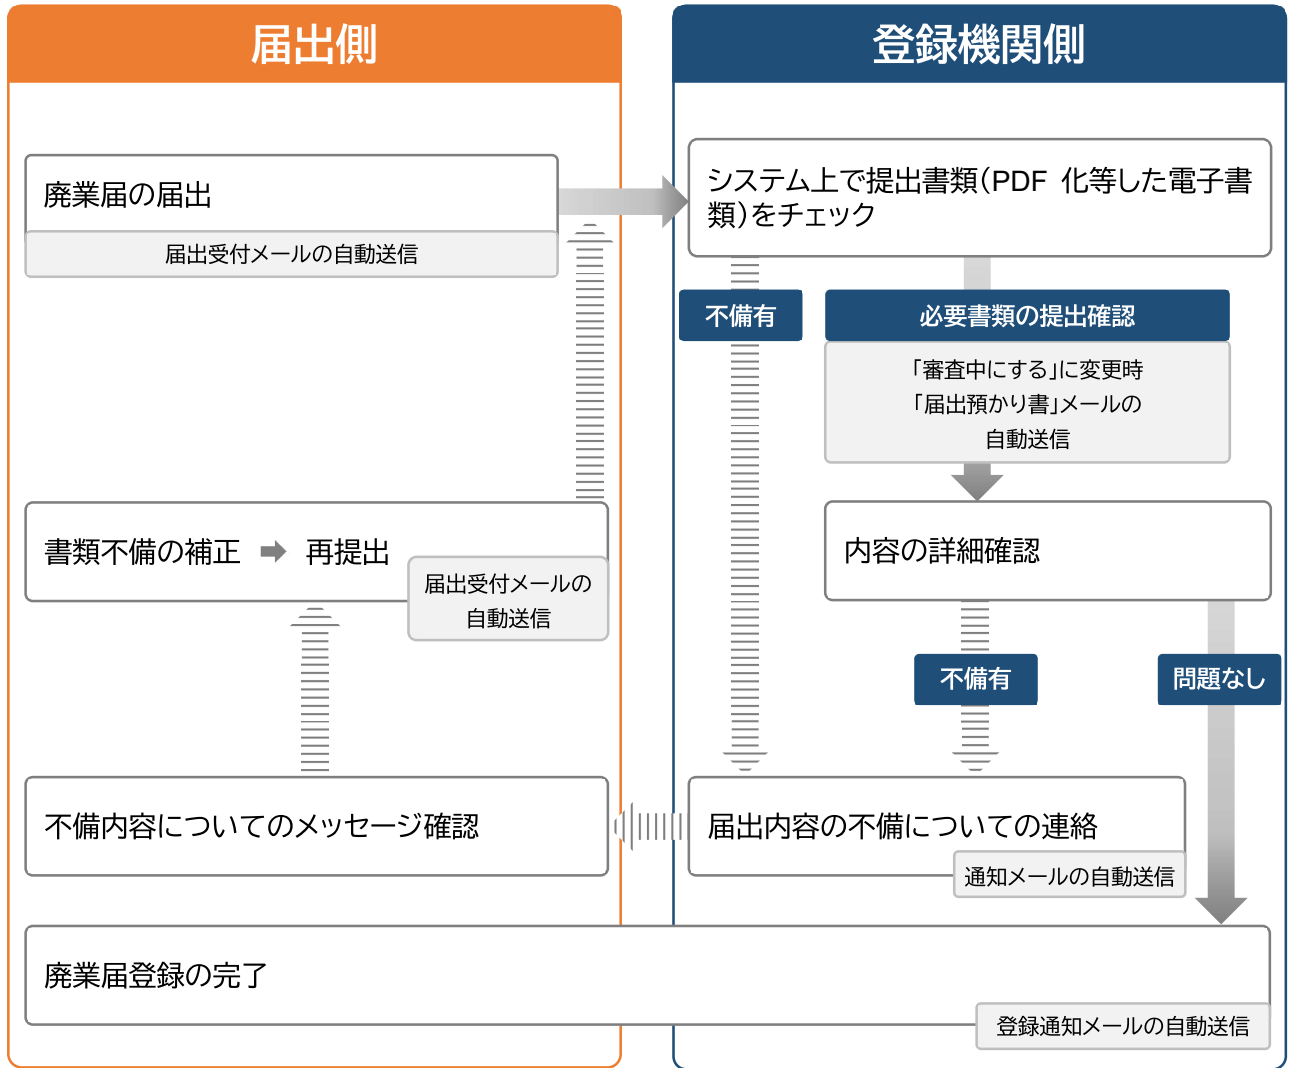 届出側
登録機関側
廃業届の届出
届出受付メールの自動送信
システム上で提出書類(PDF 化等した電子書
類)をチェック
不備有
必要書類の提出確認
「審査中にする」に変更時
「届出預かり書」メールの
自動送信
書類不備の補正 ➡ 再提出
届出受付メールの
自動送信
内容の詳細確認
不備有
問題なし
不備内容についてのメッセージ確認
届出内容の不備についての連絡
通知メールの自動送信
廃業届登録の完了
登録通知メールの自動送信